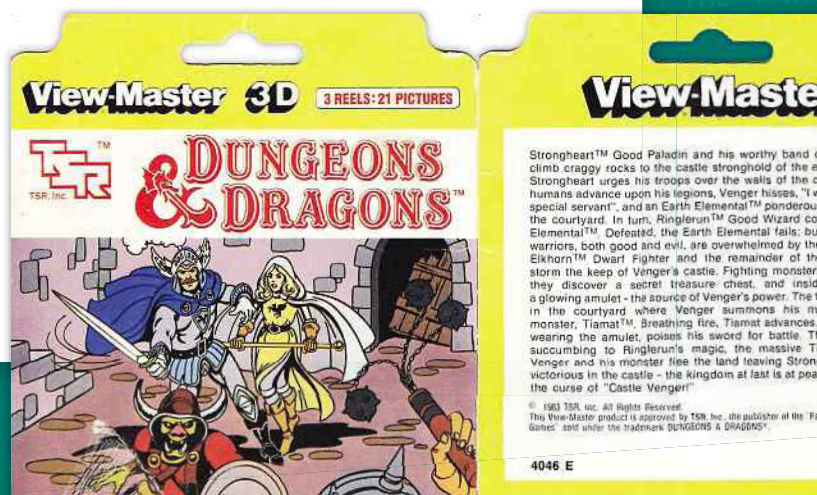 View-Master 3D
3 REELS: 21 PICTURES
TM
TSR
TSR, Inc.
DUNGEONS
& DRAGONS™
View-Maste
Strongheart™ Good Paladin and his worthy band
climb craggy rocks to the castle stronghold of the e
Strongheart urges his troops over the walls of the c
humans advance upon his legions, Venger hisses, "I w
special servant", and an Earth Elemental™ ponderou
the courtyard. In turn, Ringlerun™ Good Wizard co
Elemental™. Defeated, the Earth Elemental falls; bu
warriors, both good and evil, are overwhelmed by the
Elkhorn™ Dwarf Fighter and the remainder of th
storm the keep of Venger's castle. Fighting monster
they discover a secret treasure chest, and insid
a glowing amulet - the source of Venger's power. The
in the courtyard where Venger summons his m
monster, Tiamat™. Breathing fire, Tiamat advances
wearing the amulet, poises his sword for battle. Th
succumbing to Ringlerun's magic, the massive T
Venger and his monster flee the land leaving Stron
victorious in the castle - the kingdom at last is at pea
the curse of "Castle Venger!"
© 1983 TSR, Inc. All Rights Reserved.
This View-Master product is approved by TSR, Inc., the publisher of the "Fa
Games" sold under the trademark DUNGEONS & DRAGONS®.
4046 E